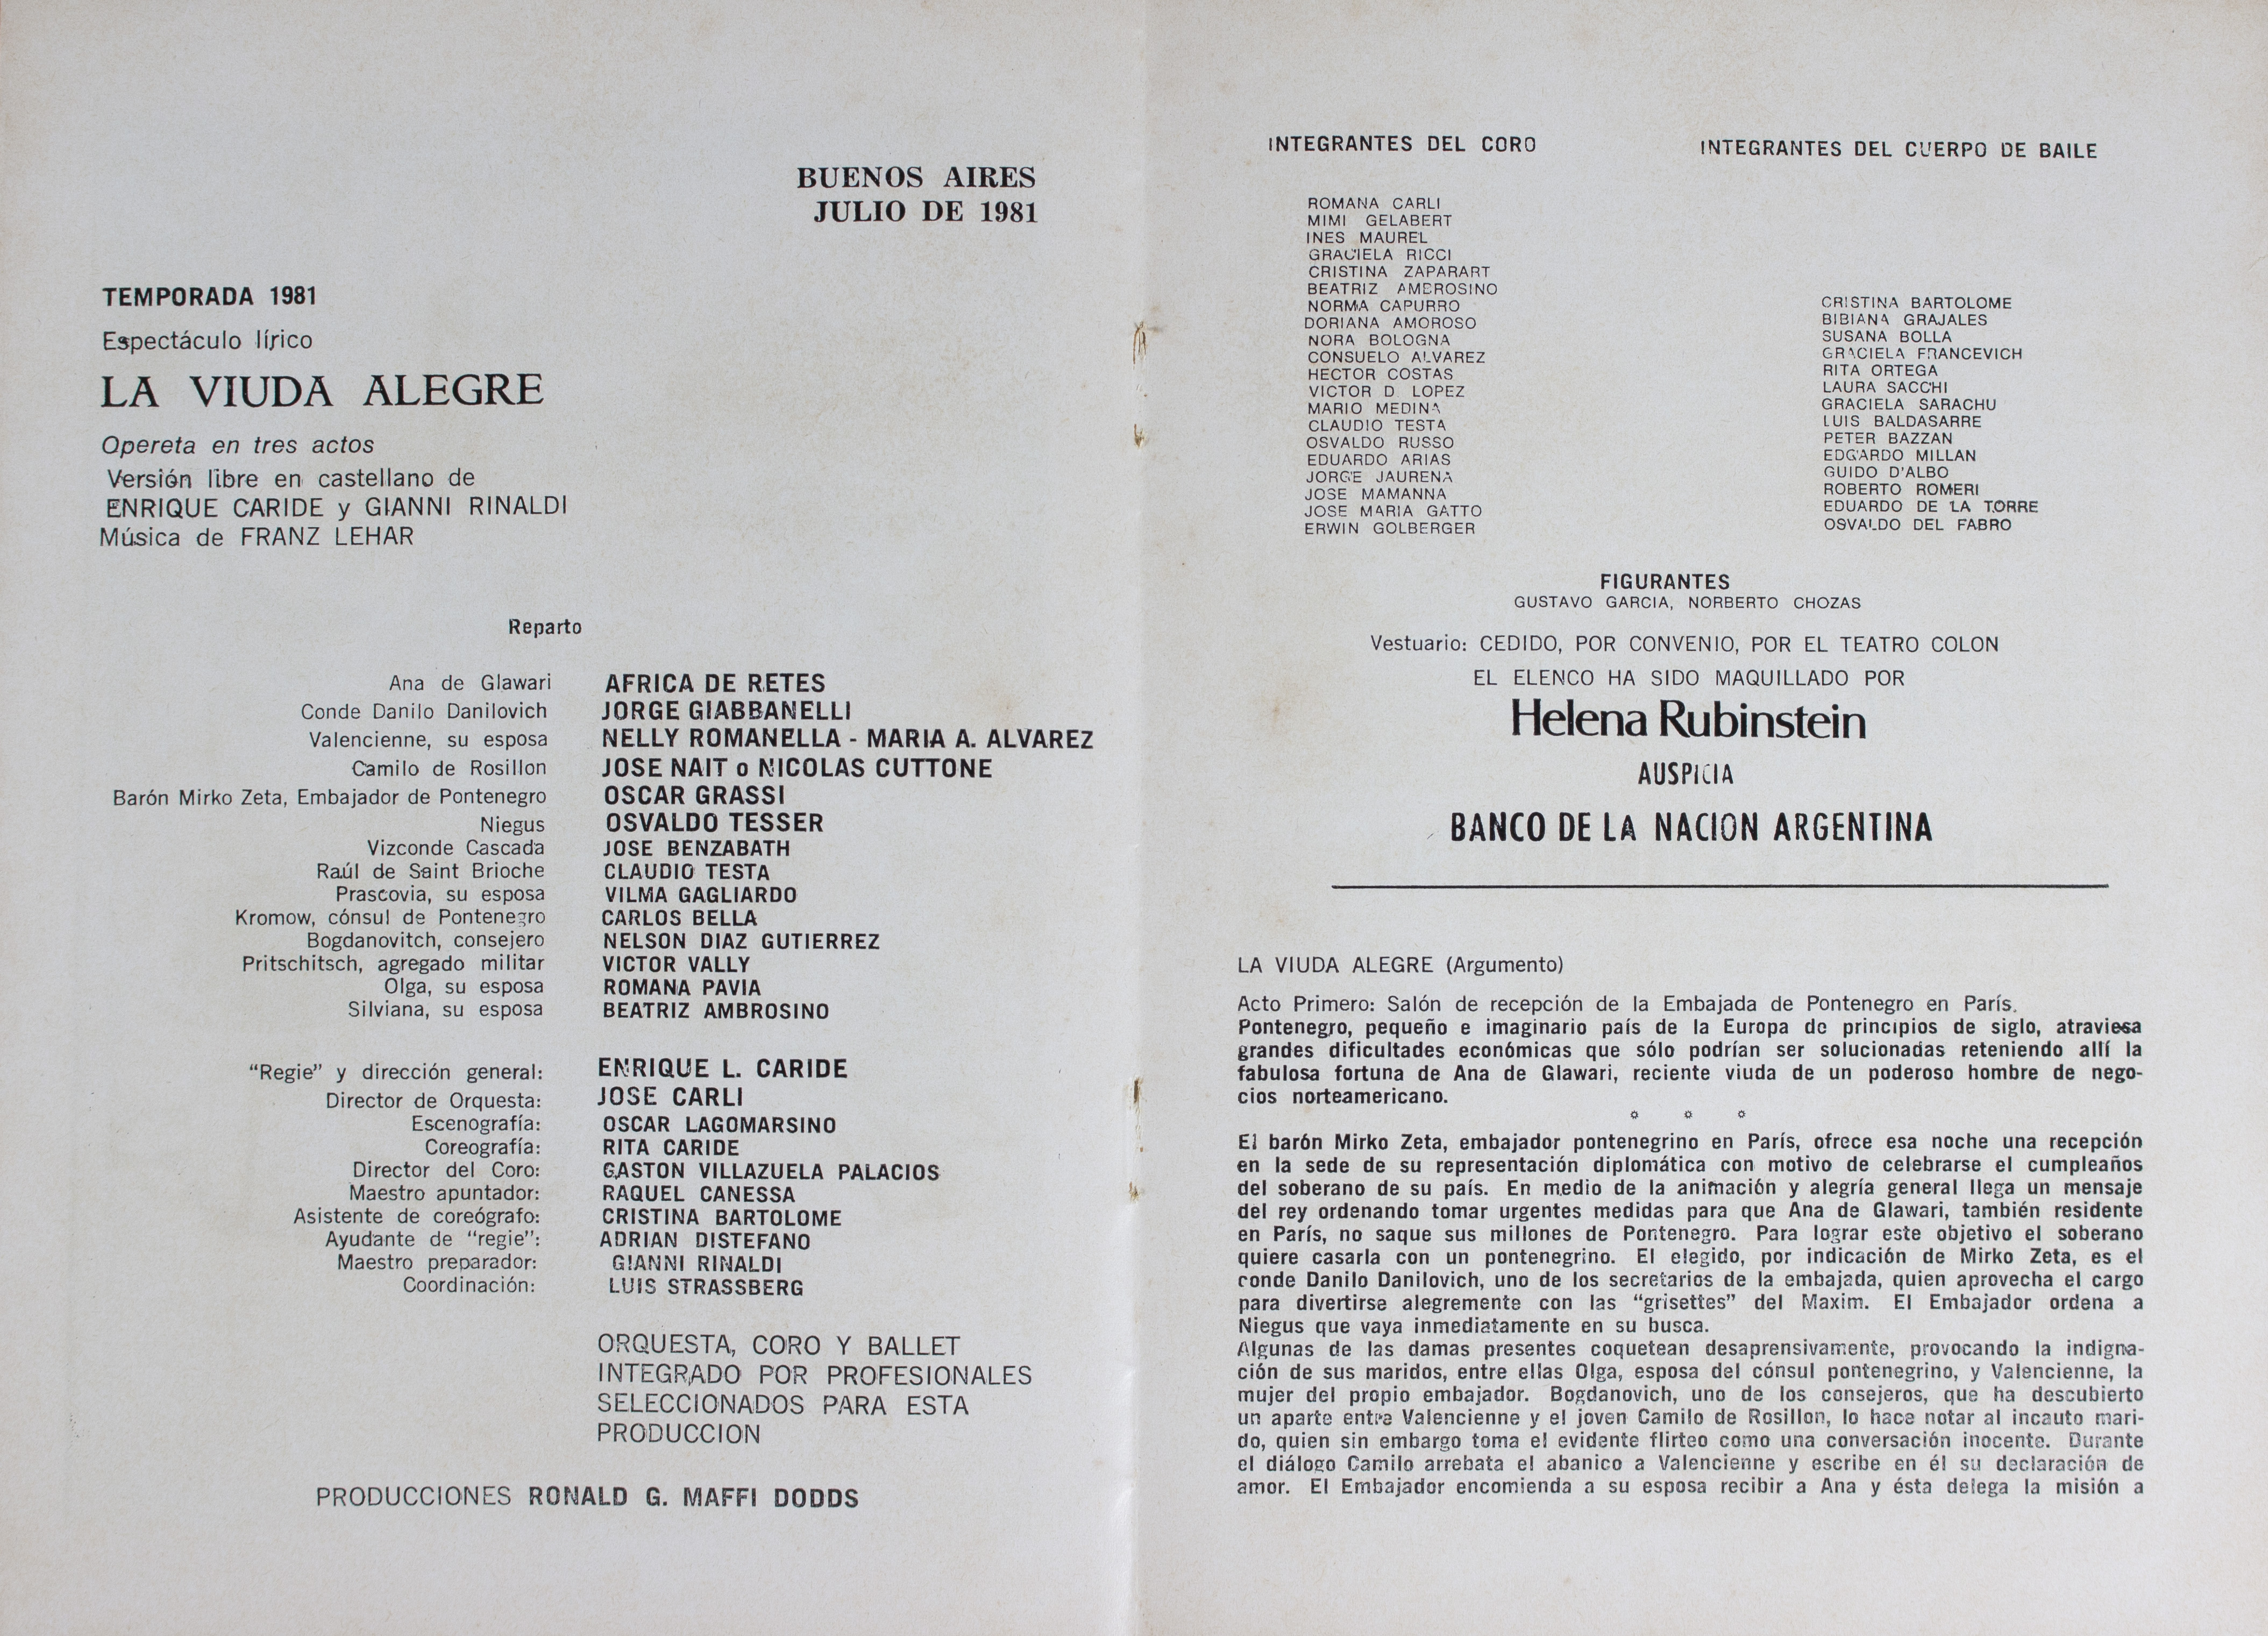 BUENOS AIRES
JULIO DE 1981
TEMPORADA 1981
Espectáculo lírico
LA VIUDA ALEGRE
Opereta en tres actos
Versión libre en castellano de
ENRIQUE CARIDE y GIANNI RINALDI
Música de FRANZ LEHAR
Reparto
Ana de Glawari AFRICA DE RETES
Conde Danilo Danilovich JORGE GIABBANELLI
Valencienne, su esposa NELLY ROMANELLA - MARIA A. ALVAREZ
Camilo de Rosillon JOSE NAIT o NICOLAS CUTTONE
Barón Mirko Zeta, Embajador de Pontenegro OSCAR GRASSI
Niegus OSVALDO TESSER
Vizconde Cascada JOSE BENZABATH
Raúl de Saint Brioche CLAUDIO TESTA
Prascovia, su esposa VILMA GAGLIARDO
Kromow, cónsul de Pontenegro CARLOS BELLA
Bogdanovitch, consejero NELSON DIAZ GUTIERREZ
Pritschitsch, agregado militar VICTOR VALLY
Olga, su esposa ROMANA PAVIA
Silviana, su esposa BEATRIZ AMBROSINO
"Regie" y dirección general: ENRIQUE L. CARIDE
Director de Orquesta: JOSE CARLI
Escenografía: OSCAR LAGOMARSINO
Coreografía: RITA CARIDE
Director del Coro: GASTON VILLAZUELA PALACIOS
Maestro apuntador: RAQUEL CANESSA
Asistente de coreógrafo: CRISTINA BARTOLOME
Ayudante de "regie": ADRIAN DISTEFANO
Maestro preparador: GIANNI RINALDI
Coordinación: LUIS STRASSBERG
ORQUESTA, CORO Y BALLET
INTEGRADO POR PROFESIONALES
SELECCIONADOS PARA ESTA
PRODUCCION
PRODUCCIONES RONALD G. MAFFI DODDS
INTEGRANTES DEL CORO
ROMANA CARLI
MIMI GELABERT
INES MAUREL
GRACIELA RICCI
CRISTINA ZAPARART
BEATRIZ AMBROSINO
NORMA CAPURRO
DORIANA AMOROSO
NORA BOLOGNA
CONSUELO ALVAREZ
HECTOR COSTAS
VICTOR D. LOPEZ
MARIO MEDINA
CLAUDIO TESTA
OSVALDO RUSSO
EDUARDO ARIAS
JORGE JAURENA
JOSE MAMANNA
JOSE MARIA GATTO
ERWIN GOLBERGER
INTEGRANTES DEL CUERPO DE BAILE
CRISTINA BARTOLOME
BIBIANA GRAJALES
SUSANA BOLLA
GRACIELA FRANCEVICH
RITA ORTEGA
LAURA SACCHI
GRACIELA SARACHU
LUIS BALDASARRE
PETER BAZZAN
EDGARDO MILLAN
GUIDO D'ALBO
ROBERTO ROMERI
EDUARDO DE LA TORRE
OSVALDO DEL FABRO
FIGURANTES
GUSTAVO GARCIA, NORBERTO CHOZAS
Vestuario: CEDIDO, POR CONVENIO, POR EL TEATRO COLON
EL ELENCO HA SIDO MAQUILLADO POR
Helena Rubinstein
AUSPICIA
BANCO DE LA NACION ARGENTINA
LA VIUDA ALEGRE (Argumento)
Acto Primero: Salón de recepción de la Embajada de Pontenegro en París.
Pontenegro, pequeño e imaginario país de la Europa de principios de siglo, atraviesa
grandes dificultades económicas que sólo podrían ser solucionadas reteniendo allí la
fabulosa fortuna de Ana de Glawari, reciente viuda de un poderoso hombre de nego-
cios norteamericano.
El barón Mirko Zeta, embajador pontenegrino en París, ofrece esa noche una recepción
en la sede de su representación diplomática con motivo de celebrarse el cumpleaños
del soberano de su país. En medio de la animación y alegría general llega un mensaje
del rey ordenando tomar urgentes medidas para que Ana de Glawari, también residente
en París, no saque sus millones de Pontenegro. Para lograr este objetivo el soberano
quiere casarla con un pontenegrino. El elegido, por indicación de Mirko Zeta, es el
conde Danilo Danilovich, uno de los secretarios de la embajada, quien aprovecha el cargo
para divertirse alegremente con las "grisettes" del Maxim. El Embajador ordena a
Niegus que vaya inmediatamente en su busca.
Algunas de las damas presentes coquetean desaprensivamente, provocando la indigna-
ción de sus maridos, entre ellas Olga, esposa del cónsul pontenegrino, y Valencienne, la
mujer del propio embajador. Bogdanovich, uno de los consejeros, que ha descubierto
un aparte entre Valencienne y el joven Camilo de Rosillon, lo hace notar al incauto mari-
do, quien sin embargo toma el evidente flirteo como una conversación inocente. Durante
el diálogo Camilo arrebata el abanico a Valencienne y escribe en él su declaración de
amor. El Embajador encomienda a su esposa recibir a Ana y ésta delega la misión a